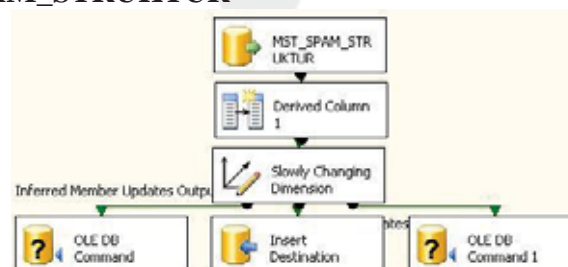 MST_SPAM_STR
UKTUR
Derived Column
1
Slowly Changing
Dimension
Inferred Member Updates Outpu
OLE DB
Command
Insert
Destination
OLE DB
Command 1